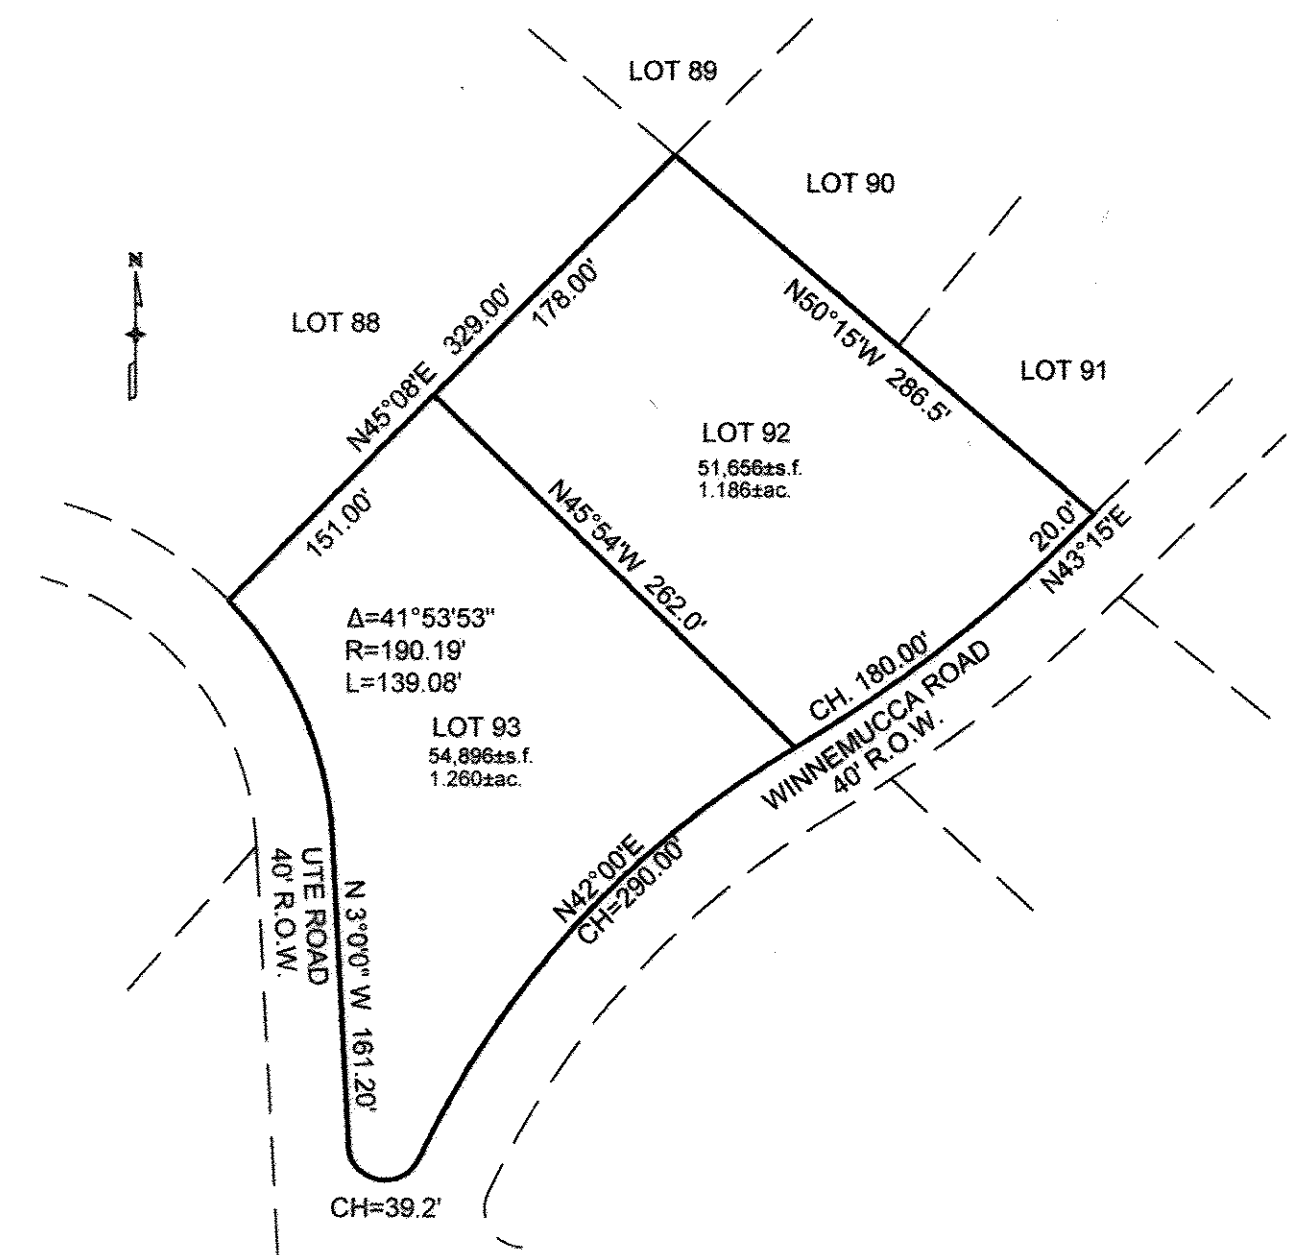 LOT 89
LOT 90
N
LOT 88
N45°08'E 329.00'
178.00'
N50°15'W 286.5'
LOT 91
LOT 92
51,656±s.f.
1.186±ac.
151.00'
N45°54'W 262.0'
20.0'
N43°15'E
Δ=41°53'53"
R=190.19'
L=139.08'
LOT 93
54,896±s.f.
1.260±ac.
CH. 180.00'
WINNEMUCCA ROAD
40' R.O.W.
N42°00'E
CH=290.00'
UTE ROAD
40' R.O.W.
N 3°0'0" W 161.20'
CH=39.2'